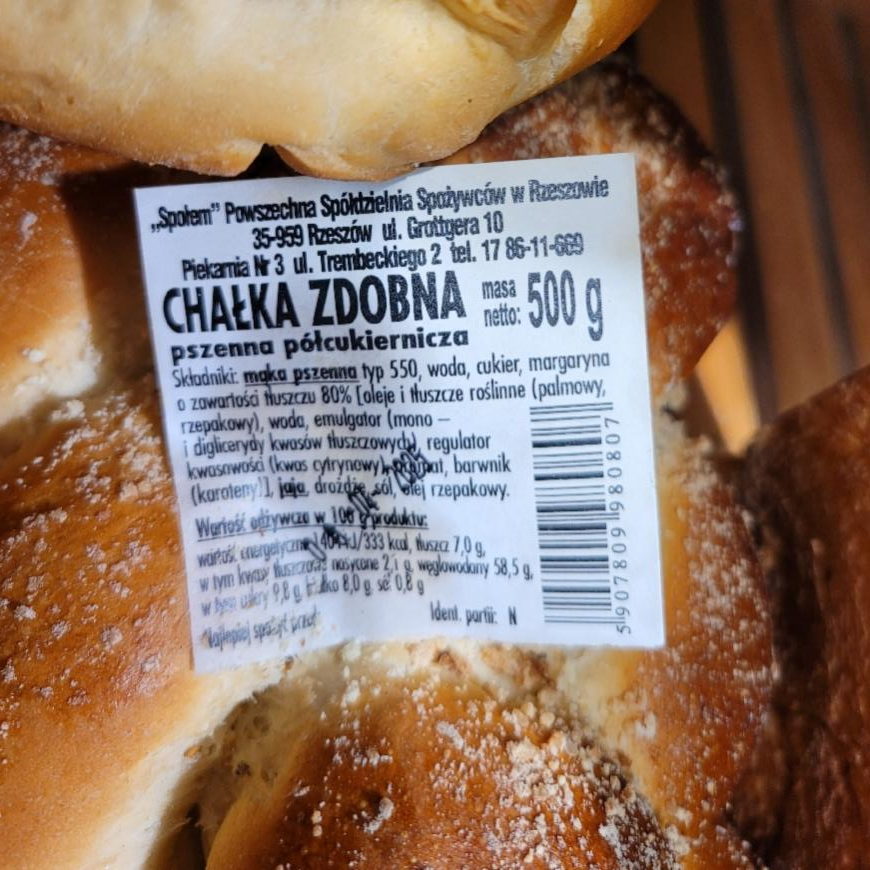 „Społem” Powszechna Spółdzielnia Spożywców w Rzeszowie
35-959 Rzeszów ul. Grottgera 10
Piekarnia Nr 3 ul. Trembeckiego 2 tel. 17 86-11-669
CHAŁKA ZDOBNA masa netto: 500 g
pszenna półcukiernicza
Składniki: mąka pszenna typ 550, woda, cukier, margaryna
o zawartości tłuszczu 80% [oleje i tłuszcze roślinne (palmowy,
rzepakowy), woda, emulgator (mono –
i diglicerydy kwasów tłuszczowych), regulator
kwasowości (kwas cytrynowy), aromat, barwnik
(karoteny)], jaja, drożdże, sól, olej rzepakowy.
Wartość odżywcza w 100 g produktu:
wartość energetyczna 1404 kJ/333 kcal, tłuszcz 7,0 g,
w tym kwasy tłuszczowe nasycone 2,1 g, węglowodany 58,5 g,
w tym cukry 9,8 g, białko 8,0 g, sól 0,8 g
Najlepiej spożyć przed:
Ident. partii: N
5907809980807